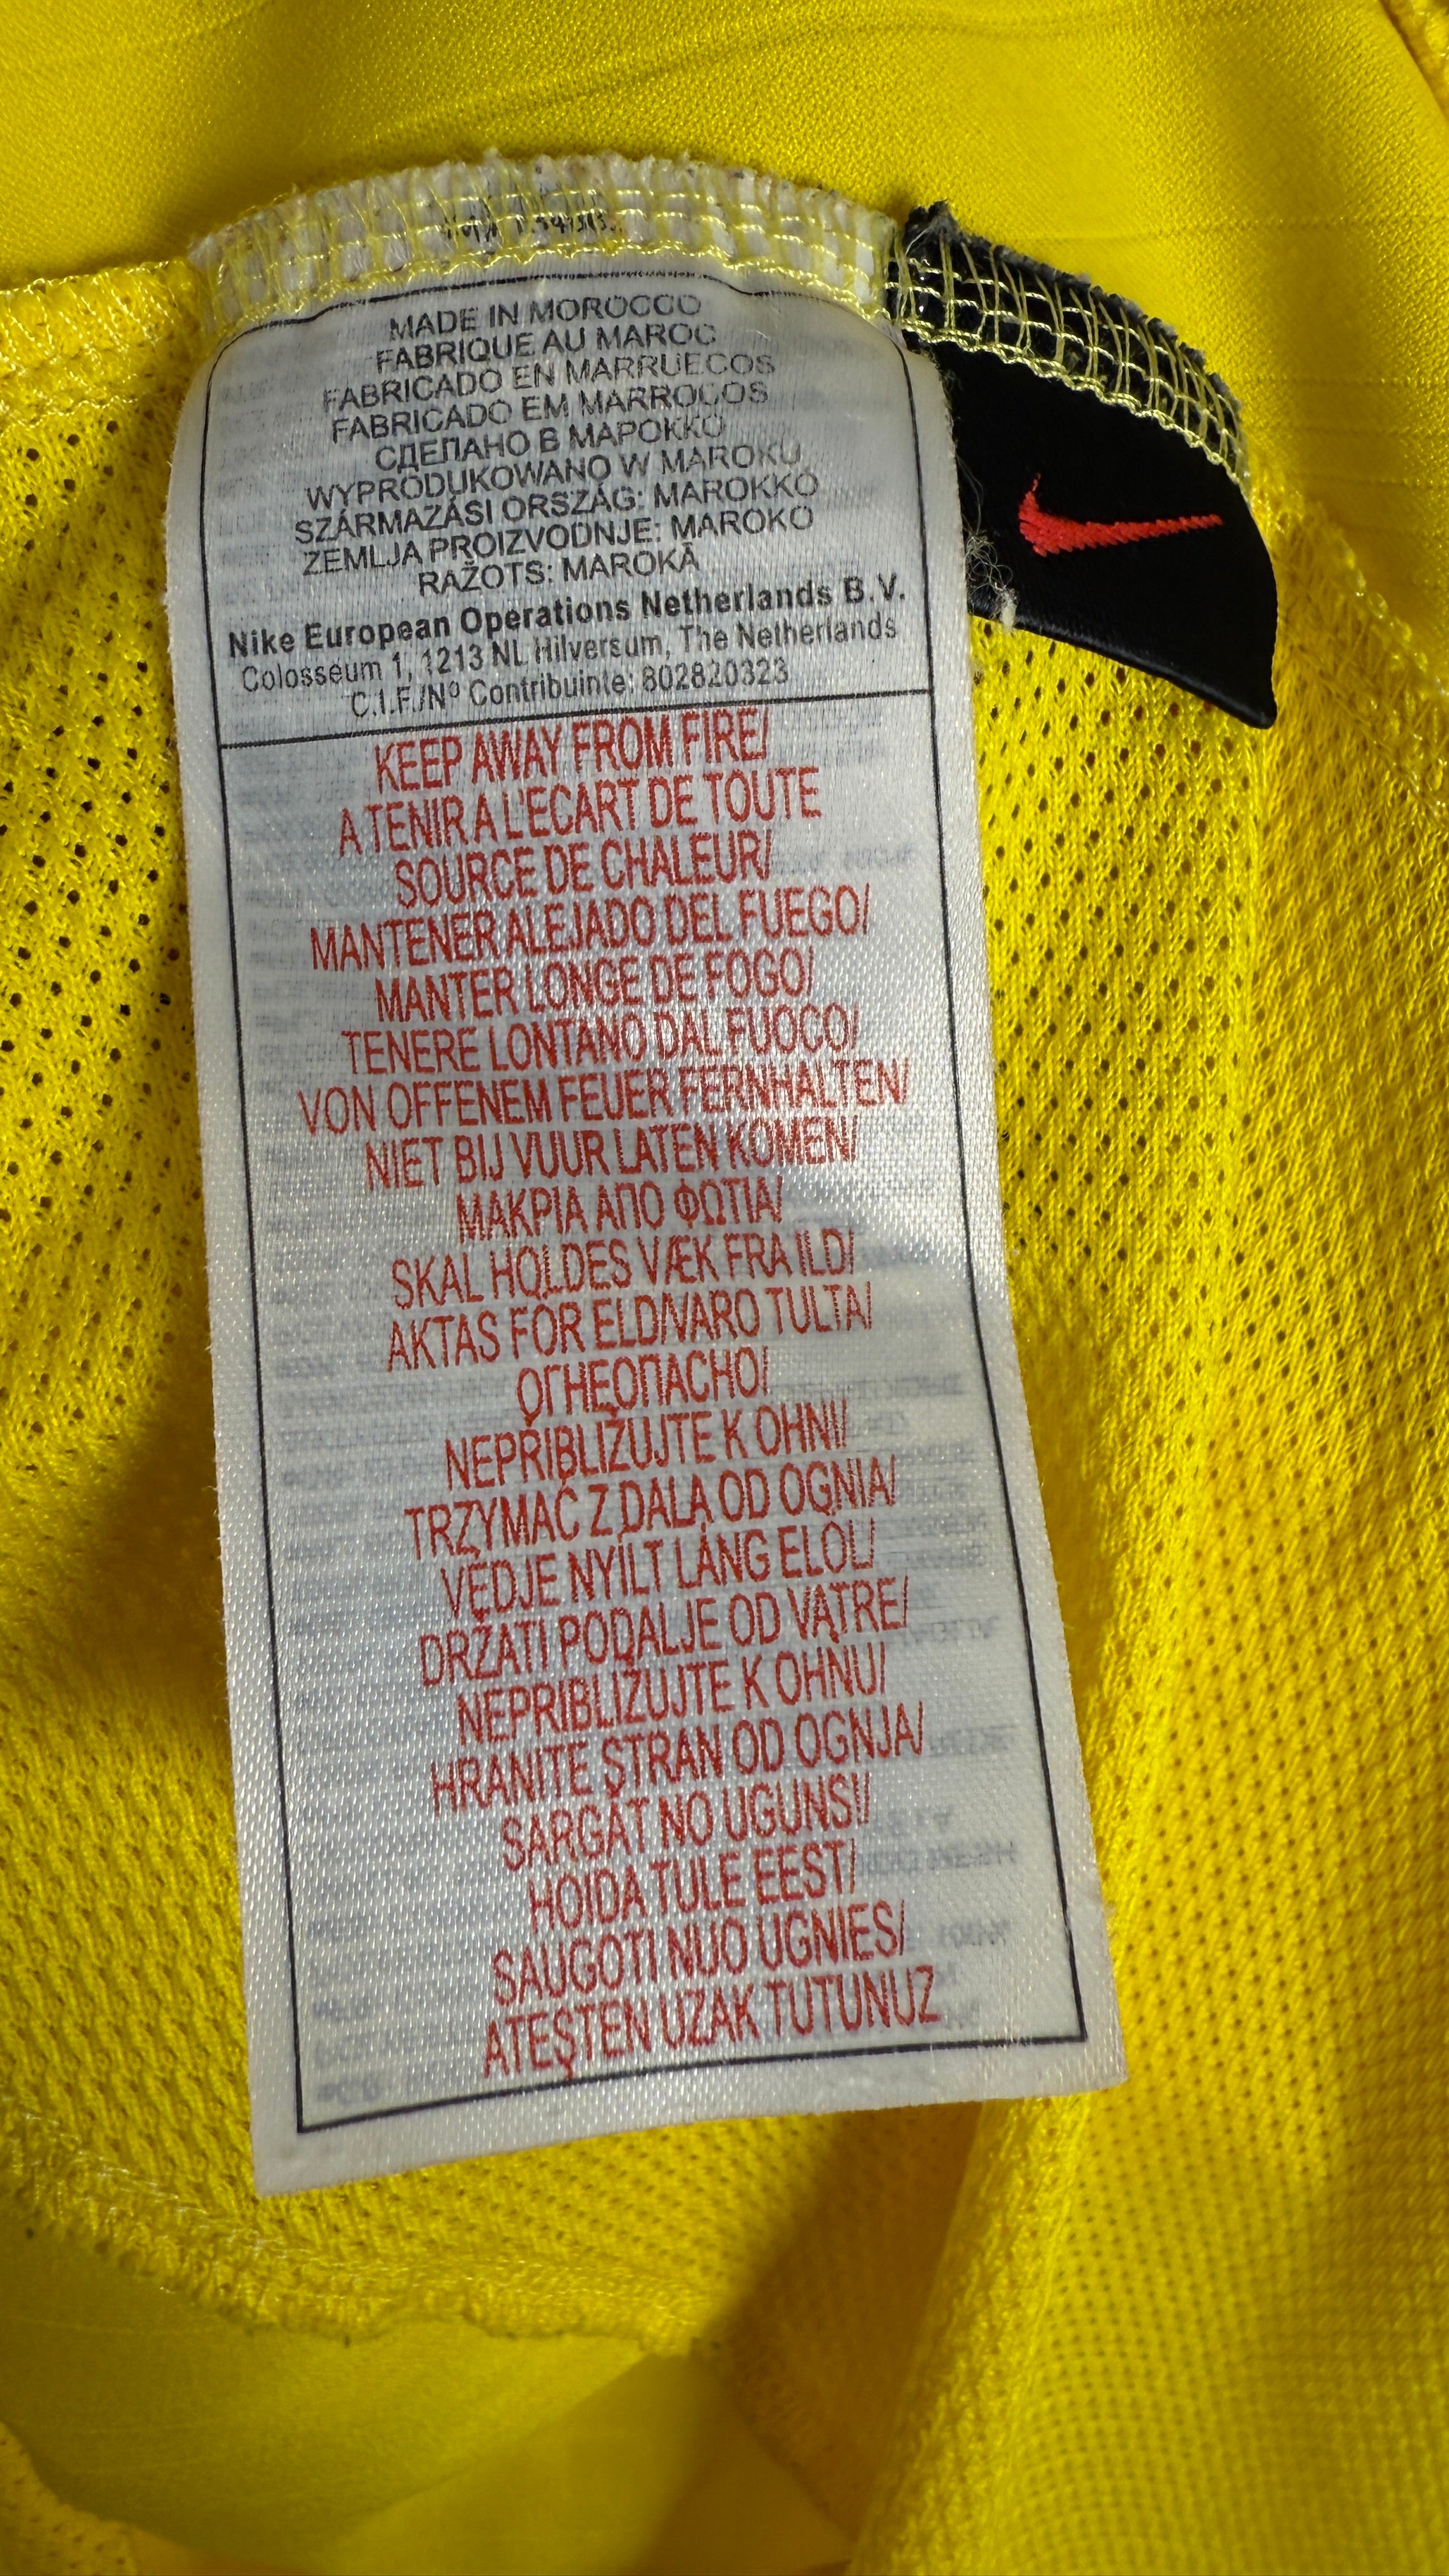 MADE IN MOROCCO
FABRIQUE AU MAROC
FABRICADO EN MARRUECOS
FABRICADO EM MARROCOS
СДЕЛАНО В МАРОККО
WYPRODUKOWANO W MAROKU
SZÁRMAZÁSI ORSZÁG: MAROKKÓ
ZEMLJA PROIZVODNJE: MAROKO
RAŽOTS: MAROKĀ
Nike European Operations Netherlands B.V.
Colosseum 1, 1213 NL Hilversum, The Netherlands
C.I.F./Nº Contribuinte: 802820323
KEEP AWAY FROM FIRE/
A TENIR A L'ECART DE TOUTE
SOURCE DE CHALEUR/
MANTENER ALEJADO DEL FUEGO/
MANTER LONGE DE FOGO/
TENERE LONTANO DAL FUOCO/
VON OFFENEM FEUER FERNHALTEN/
NIET BIJ VUUR LATEN KOMEN/
ΜΑΚΡΙΑ ΑΠΟ ΦΩΤΙΑ/
SKAL HOLDES VÆK FRA ILD/
AKTAS FÖR ELD/VARO TULTA/
ОГНЕОПАСНО/
NEPŘIBLIŽUJTE K OHNI/
TRZYMAĆ Z DALA OD OGNIA/
VÉDJE NYÍLT LÁNG ELÖL/
DRŽATI PODALJE OD VATRE/
NEPRIBLIŽUJTE K OHŇU/
HRANITE STRAN OD OGNJA/
SARGĀT NO UGUNS!/
HOIDA TULE EEST/
SAUGOTI NUO UGNIES/
ATEŞTEN UZAK TUTUNUZ